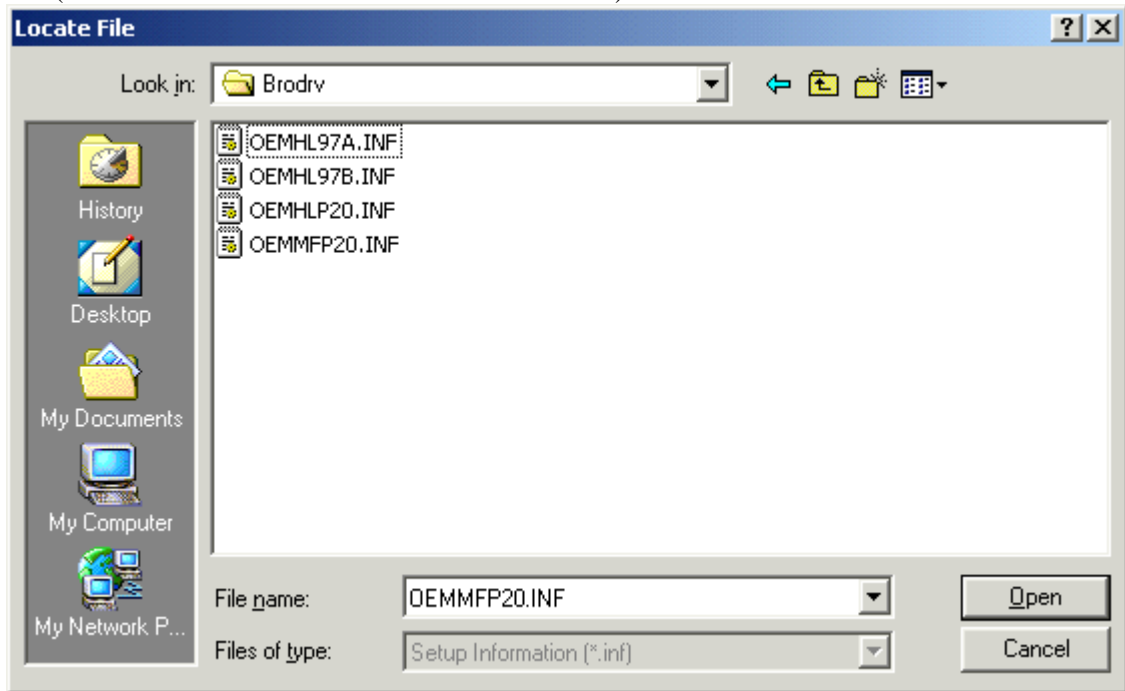 Locate File
Look in:
Brodrv
OEMHL97A.INF
OEMHL97B.INF
OEMHLP20.INF
OEMMFP20.INF
History
Desktop
My Documents
My Computer
My Network P...
File name:
OEMMFP20.INF
Open
Files of type:
Setup Information (*.inf)
Cancel